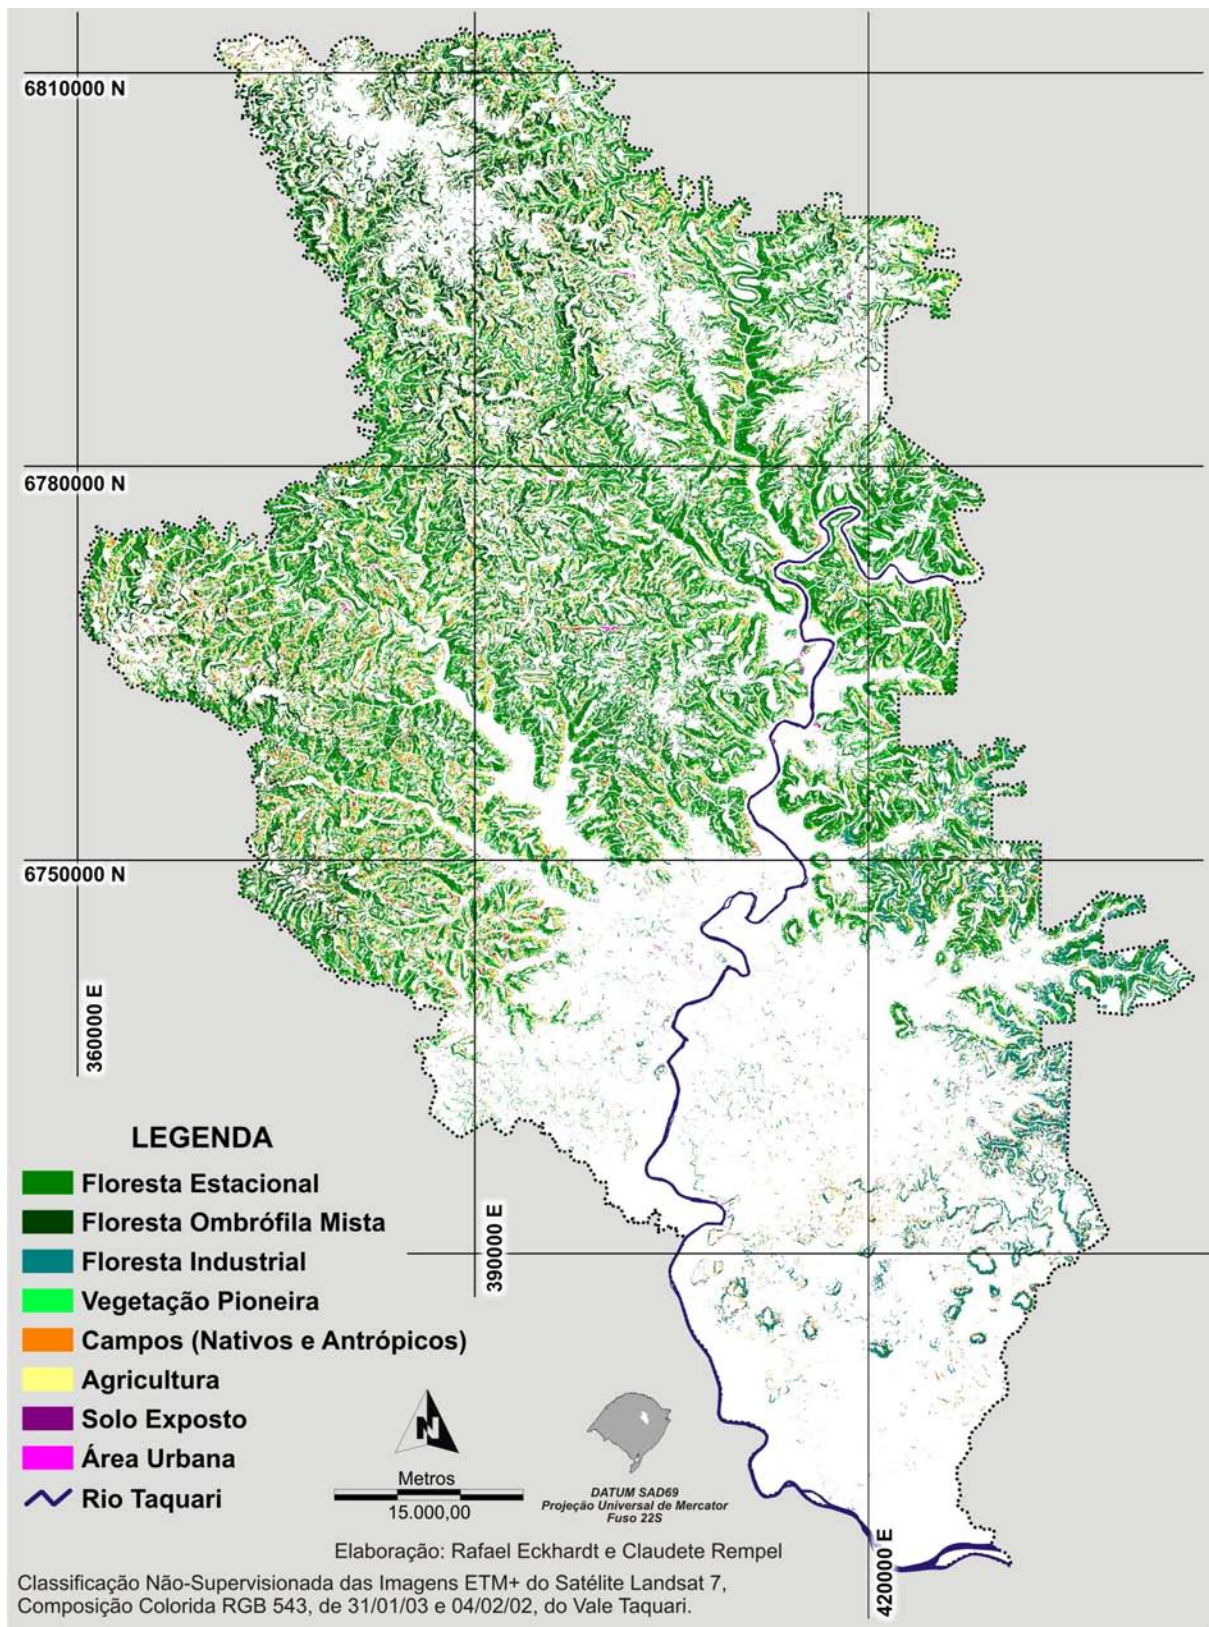 6810000 N
6780000 N
6750000 N
360000 E
390000 E
420000 E
LEGENDA
Floresta Estacional
Floresta Ombrófila Mista
Floresta Industrial
Vegetação Pioneira
Campos (Nativos e Antrópicos)
Agricultura
Solo Exposto
Área Urbana
Rio Taquari
N
Metros
15.000,00
DATUM SAD69
Projeção Universal de Mercator
Fuso 22S
Elaboração: Rafael Eckhardt e Claudete Rempel
Classificação Não-Supervisionada das Imagens ETM+ do Satélite Landsat 7,
Composição Colorida RGB 543, de 31/01/03 e 04/02/02, do Vale Taquari.